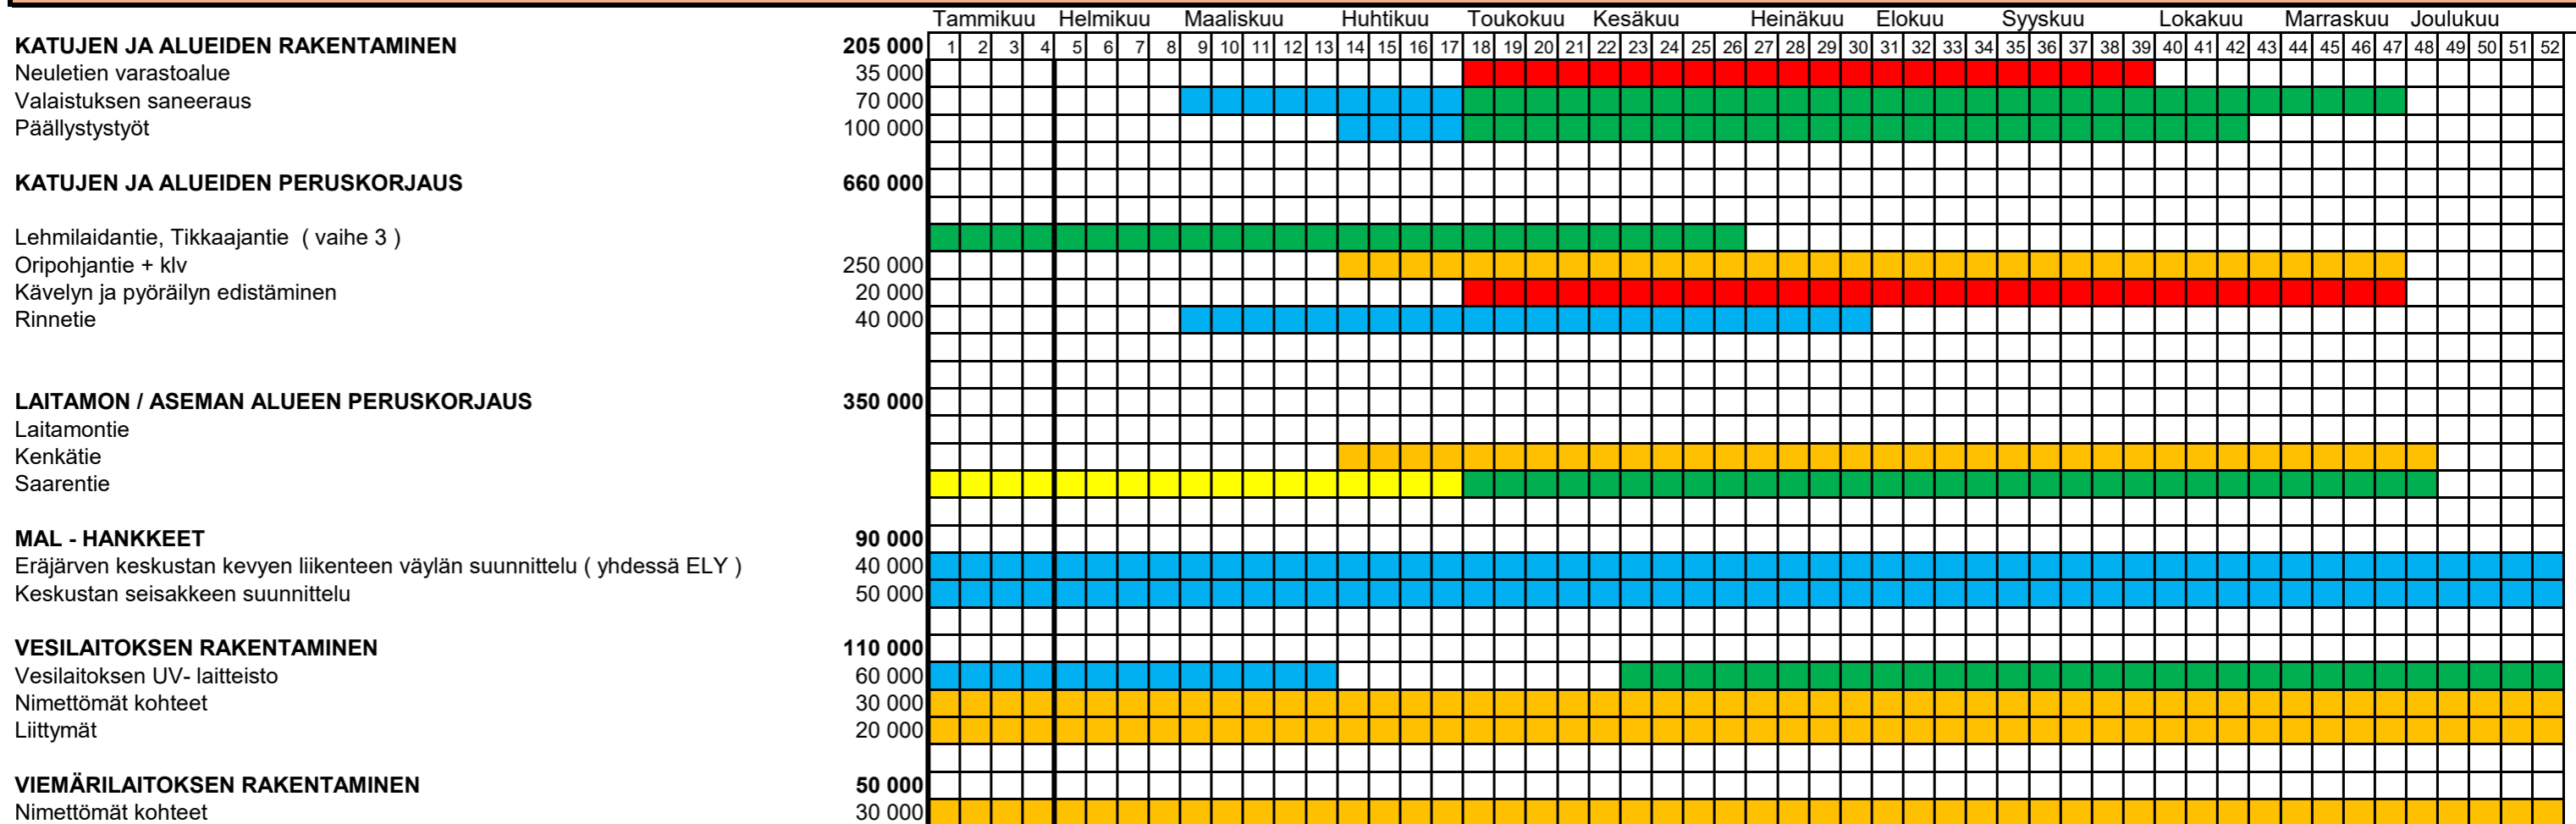 Tammikuu Helmikuu Maaliskuu Huhtikuu Toukokuu Kesäkuu Heinäkuu Elokuu Syyskuu Lokakuu Marraskuu Joulukuu
KATUJEN JA ALUEIDEN RAKENTAMINEN 205 000 1 2 3 4 5 6 7 8 9 10 11 12 13 14 15 16 17 18 19 20 21 22 23 24 25 26 27 28 29 30 31 32 33 34 35 36 37 38 39 40 41 42 43 44 45 46 47 48 49 50 51 52
Neuletien varastoalue 35 000
Valaistuksen saneeraus 70 000
Päällystystyöt 100 000
KATUJEN JA ALUEIDEN PERUSKORJAUS 660 000
Lehmilaidantie, Tikkaajantie ( vaihe 3 )
Oripohjantie + klv 250 000
Kävelyn ja pyöräilyn edistäminen 20 000
Rinnetie 40 000
LAITAMON / ASEMAN ALUEEN PERUSKORJAUS 350 000
Laitamontie
Kenkätie
Saarentie
MAL - HANKKEET 90 000
Eräjärven keskustan kevyen liikenteen väylän suunnittelu ( yhdessä ELY ) 40 000
Keskustan seisakkeen suunnittelu 50 000
VESILAITOKSEN RAKENTAMINEN 110 000
Vesilaitoksen UV- laitteisto 60 000
Nimettömät kohteet 30 000
Liittymät 20 000
VIEMÄRILAITOKSEN RAKENTAMINEN 50 000
Nimettömät kohteet 30 000